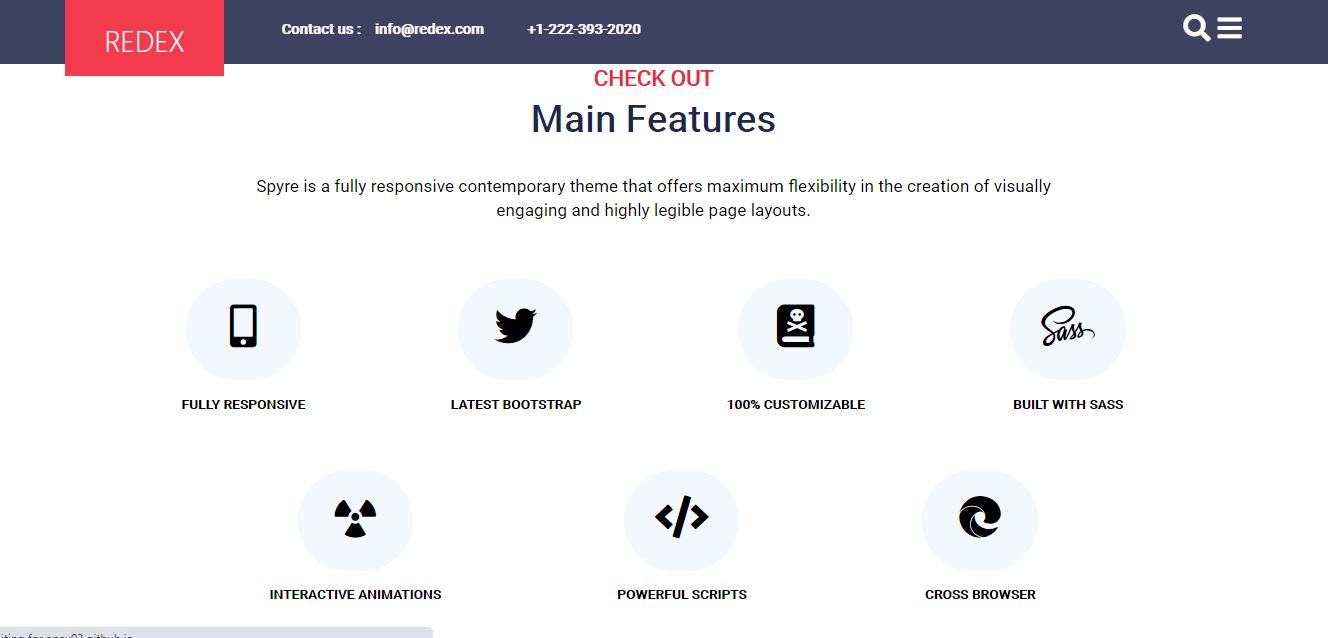 REDEX
Contact us : info@redex.com +1-222-393-2020
CHECK OUT
Main Features
Spyre is a fully responsive contemporary theme that offers maximum flexibility in the creation of visually
engaging and highly legible page layouts.
Sass
FULLY RESPONSIVE LATEST BOOTSTRAP 100% CUSTOMIZABLE BUILT WITH SASS
</>
INTERACTIVE ANIMATIONS POWERFUL SCRIPTS CROSS BROWSER